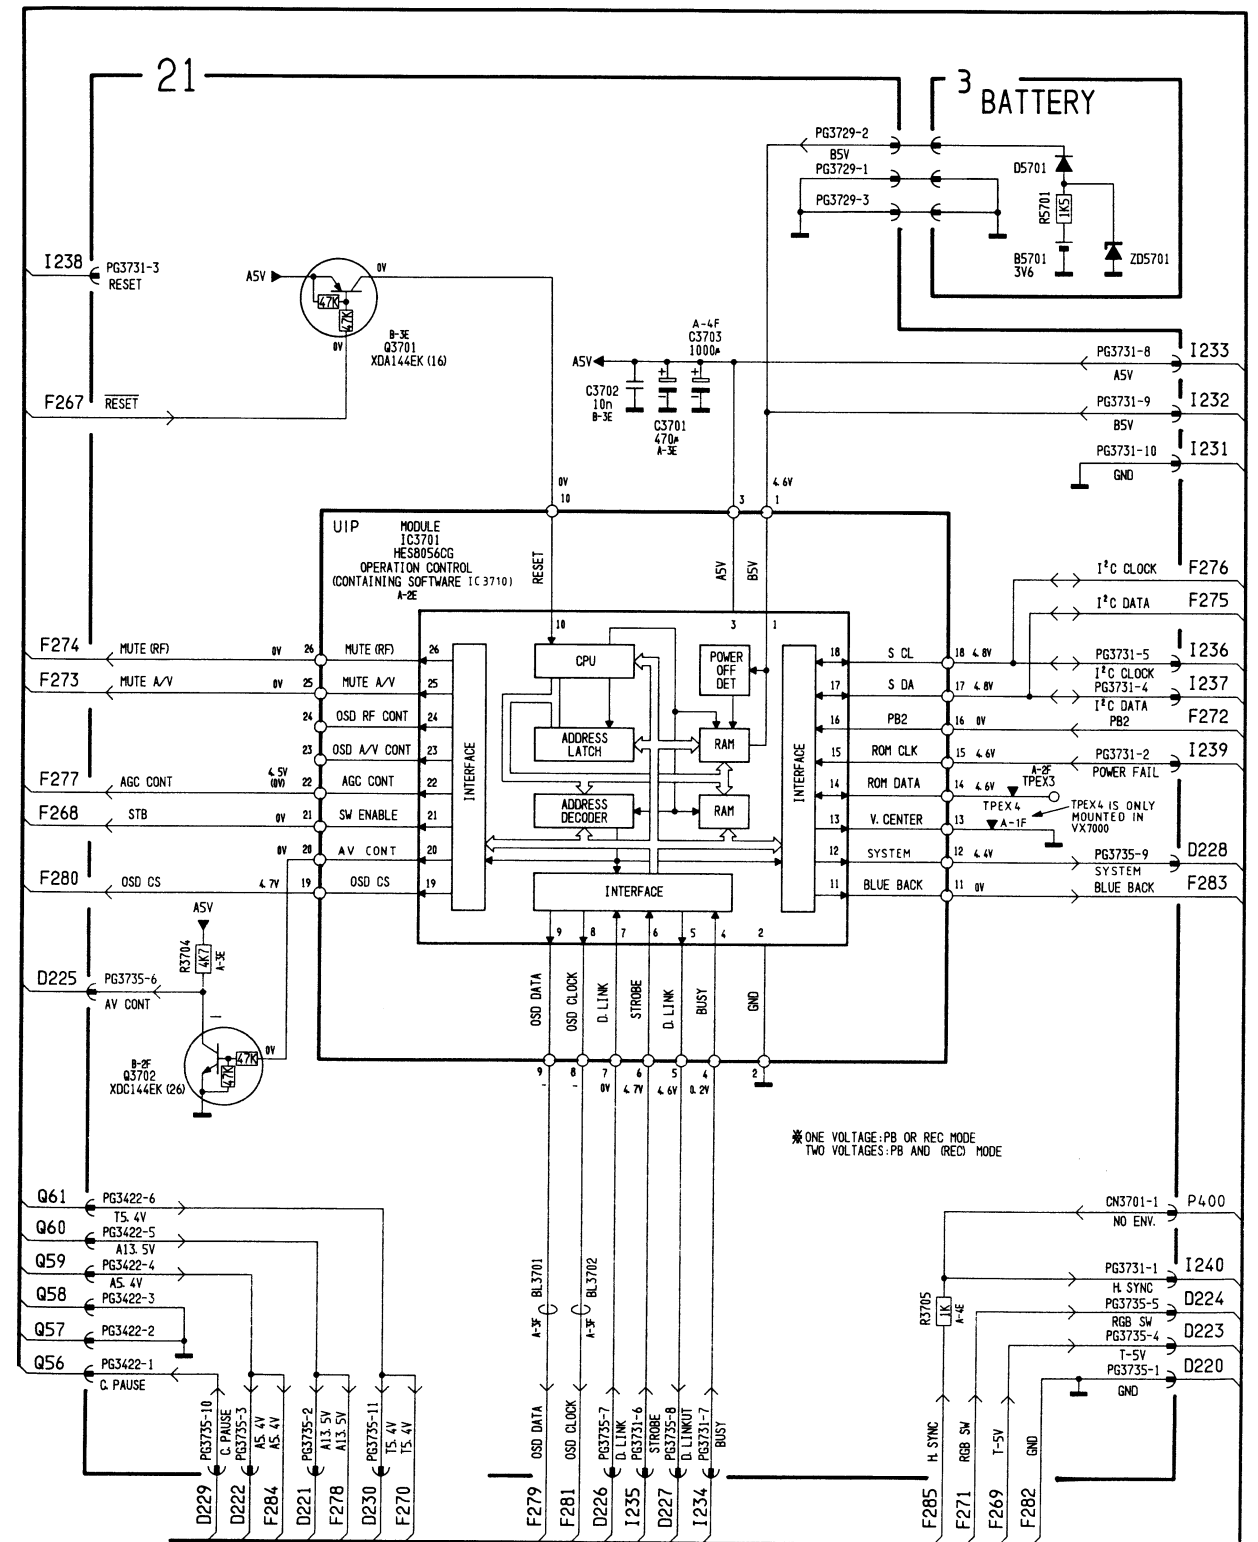 21
3
BATTERY
PG3729-2
B5V
PG3729-1
PG3729-3
D5701
R5701
1K5
B5701
3V6
ZD5701
I238
PG3731-3
RESET
A5V
0V
47K
47K
0V
B-3E
Q3701
XDA144EK (16)
F267
RESET
A-4F
C3703
1000µ
A5V
C3702
10n
B-3E
C3701
470µ
A-3E
PG3731-8
I233
A5V
PG3731-9
I232
B5V
PG3731-10
I231
GND
0V
10
3
4.6V
1
UIP
MODULE
IC3701
HES8056CG
OPERATION CONTROL
(CONTAINING SOFTWARE IC3710)
A-2E
RESET
A5V
B5V
10
3
1
I²C CLOCK
F276
I²C DATA
F275
F274
MUTE (RF)
0V
26
MUTE (RF)
26
CPU
POWER
OFF
DET
18
S CL
18
4.8V
PG3731-5
I236
I²C CLOCK
F273
MUTE A/V
0V
25
MUTE A/V
25
17
S DA
17
4.8V
PG3731-4
I237
I²C DATA
24
OSD RF CONT
24
16
PB2
16
0V
PB2
F272
23
OSD A/V CONT
23
ADDRESS
LATCH
RAM
15
ROM CLK
15
4.6V
PG3731-2
I239
POWER FAIL
F277
AGC CONT
4.5V
(0V)
22
AGC CONT
22
INTERFACE
INTERFACE
14
ROM DATA
14
4.6V
A-2F
TPEX3
TPEX4
TPEX4 IS ONLY
MOUNTED IN
VX7000
F268
STB
0V
21
SW ENABLE
21
ADDRESS
DECODER
RAM
13
V. CENTER
13
A-1F
0V
20
AV CONT
20
12
SYSTEM
12
4.4V
PG3735-9
D228
SYSTEM
F280
OSD CS
4.7V
19
OSD CS
19
INTERFACE
11
BLUE BACK
11
0V
BLUE BACK
F283
A5V
R3704
4K7
A-3E
9
8
7
6
5
4
2
D225
PG3735-6
AV CONT
OSD DATA
OSD CLOCK
D. LINK
STROBE
D. LINK
BUSY
GND
B-2F
Q3702
XDC144EK (26)
47K
47K
0V
9
8
7
6
5
4
2
-
-
0V
4.7V
4.6V
0.2V
※ ONE VOLTAGE:PB OR REC MODE
TWO VOLTAGES:PB AND (REC) MODE
Q61
PG3422-6
T5.4V
Q60
PG3422-5
A13.5V
Q59
PG3422-4
A5.4V
Q58
PG3422-3
Q57
PG3422-2
Q56
PG3422-1
C. PAUSE
BL3701
A-3F
BL3702
A-3F
CN3701-1
P400
NO ENV.
PG3731-1
I240
H. SYNC
PG3735-5
D224
RGB SW
PG3735-4
D223
T-5V
PG3735-1
D220
GND
R3705
1K
A-4E
PG3735-10
C. PAUSE
PG3735-3
A5.4V
A5.4V
PG3735-2
A13.5V
A13.5V
PG3735-11
T5.4V
T5.4V
OSD DATA
OSD CLOCK
PG3735-7
D. LINK
PG3731-6
STROBE
PG3735-8
D. LINKUT
PG3731-7
BUSY
H. SYNC
RGB SW
T-5V
GND
D229
D222
F284
D221
F278
D230
F270
F279
F281
D226
I235
D227
I234
F285
F271
F269
F282